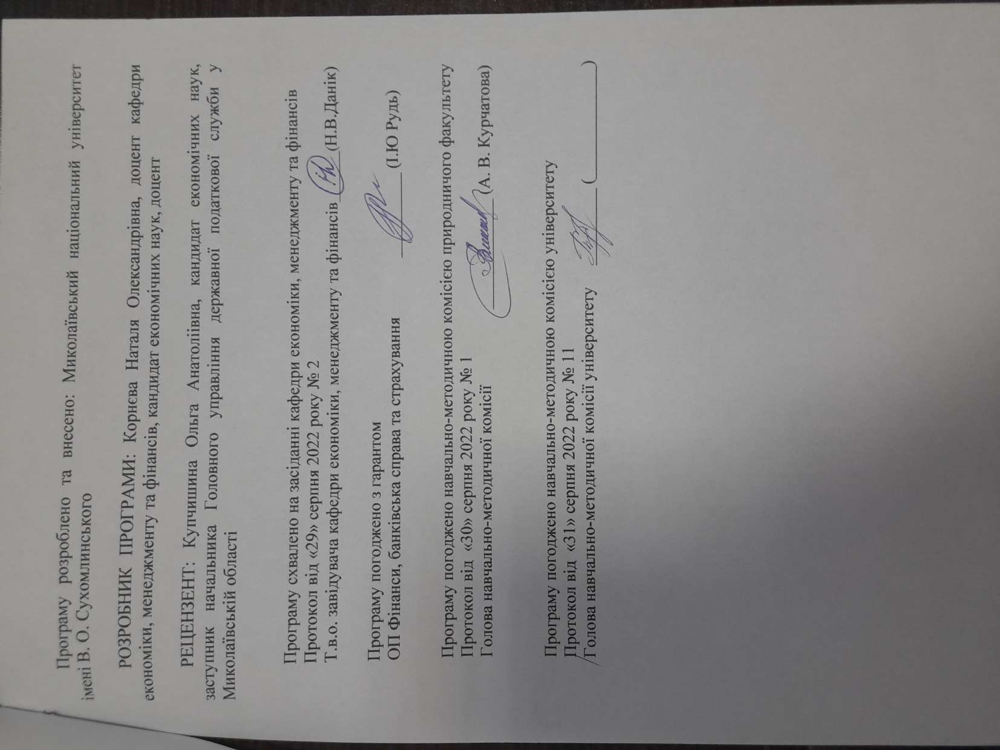 Програму розроблено та внесено: Миколаївський національний університет
імені В. О. Сухомлинського
РОЗРОБНИК ПРОГРАМИ: Корнєва Наталя Олександрівна, доцент кафедри
економіки, менеджменту та фінансів, кандидат економічних наук, доцент
РЕЦЕНЗЕНТ: Купчишина Ольга Анатоліївна, кандидат економічних наук,
заступник начальника Головного управління державної податкової служби у
Миколаївській області
Програму схвалено на засіданні кафедри економіки, менеджменту та фінансів
Протокол від «29» серпня 2022 року № 2
Т.в.о. завідувача кафедри економіки, менеджменту та фінансів (Н.В.Данік)
Програму погоджено з гарантом
ОП Фінанси, банківська справа та страхування (І.Ю Рудь)
Програму погоджено навчально-методичною комісією природничого факультету
Протокол від «30» серпня 2022 року № 1
Голова навчально-методичної комісії (А. В. Курчатова)
Програму погоджено навчально-методичною комісією університету
Протокол від «31» серпня 2022 року № 11
Голова навчально-методичної комісії університету ( )